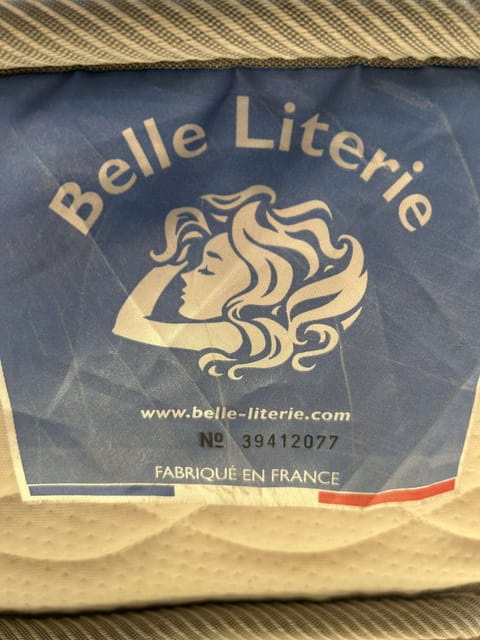 Belle Literie
www.belle-literie.com
Nº 39412077
FABRIQUÉ EN FRANCE